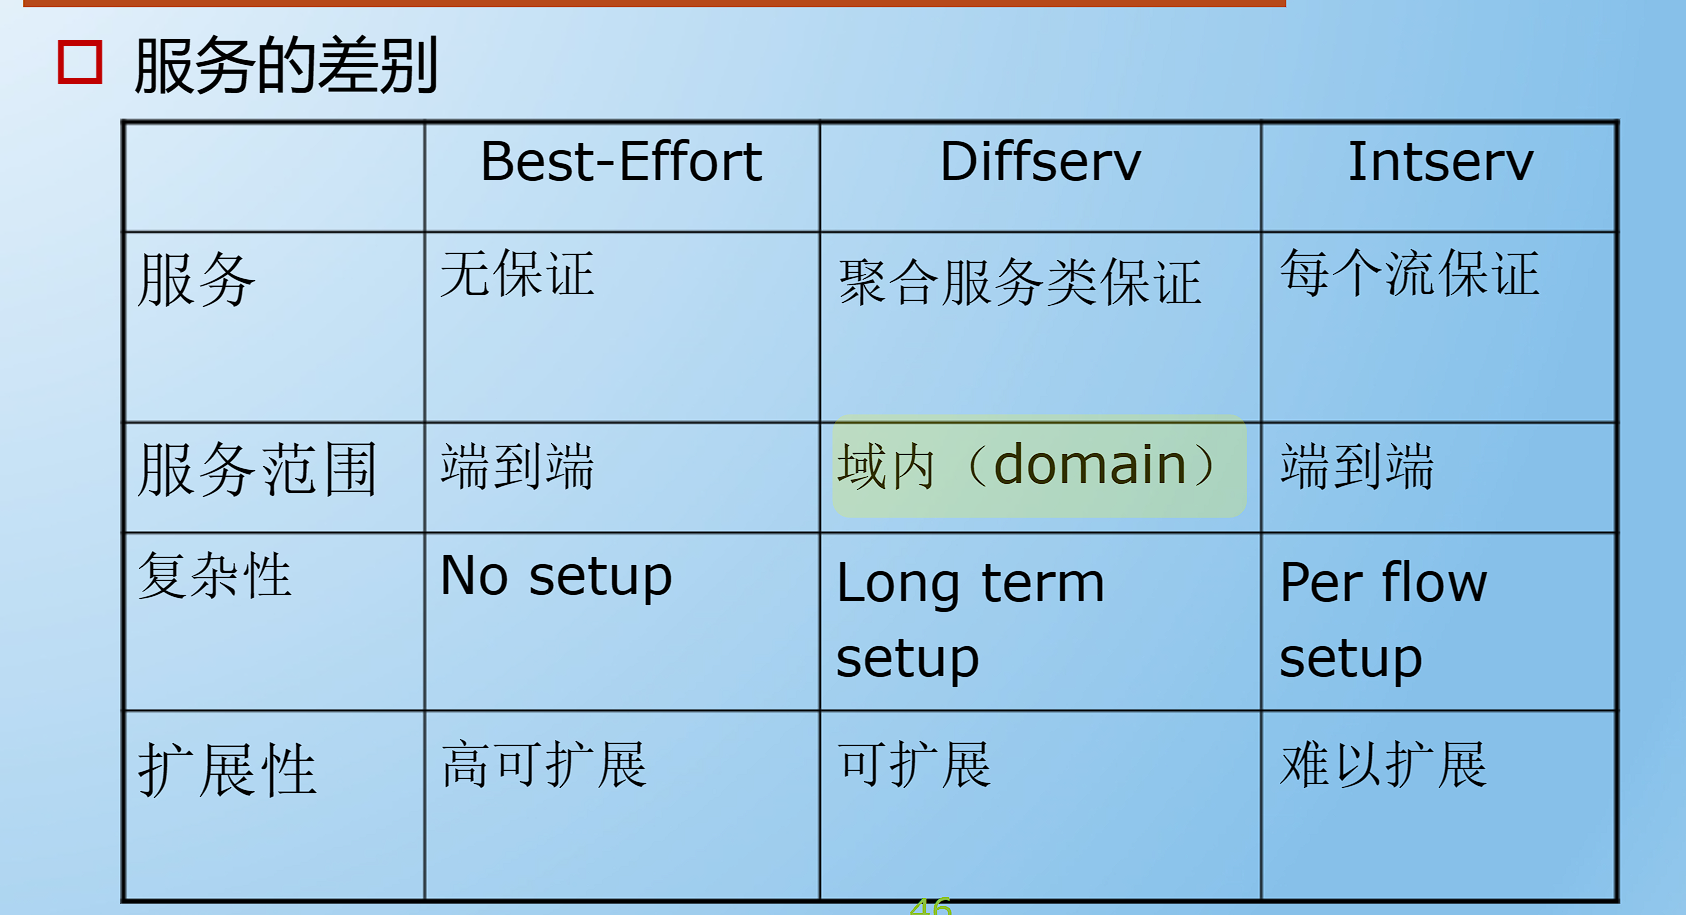 服务的差别
Best-Effort Diffserv Intserv
服务 无保证 聚合服务类保证 每个流保证
服务范围 端到端 域内（domain） 端到端
复杂性 No setup Long term setup Per flow setup
扩展性 高可扩展 可扩展 难以扩展
46